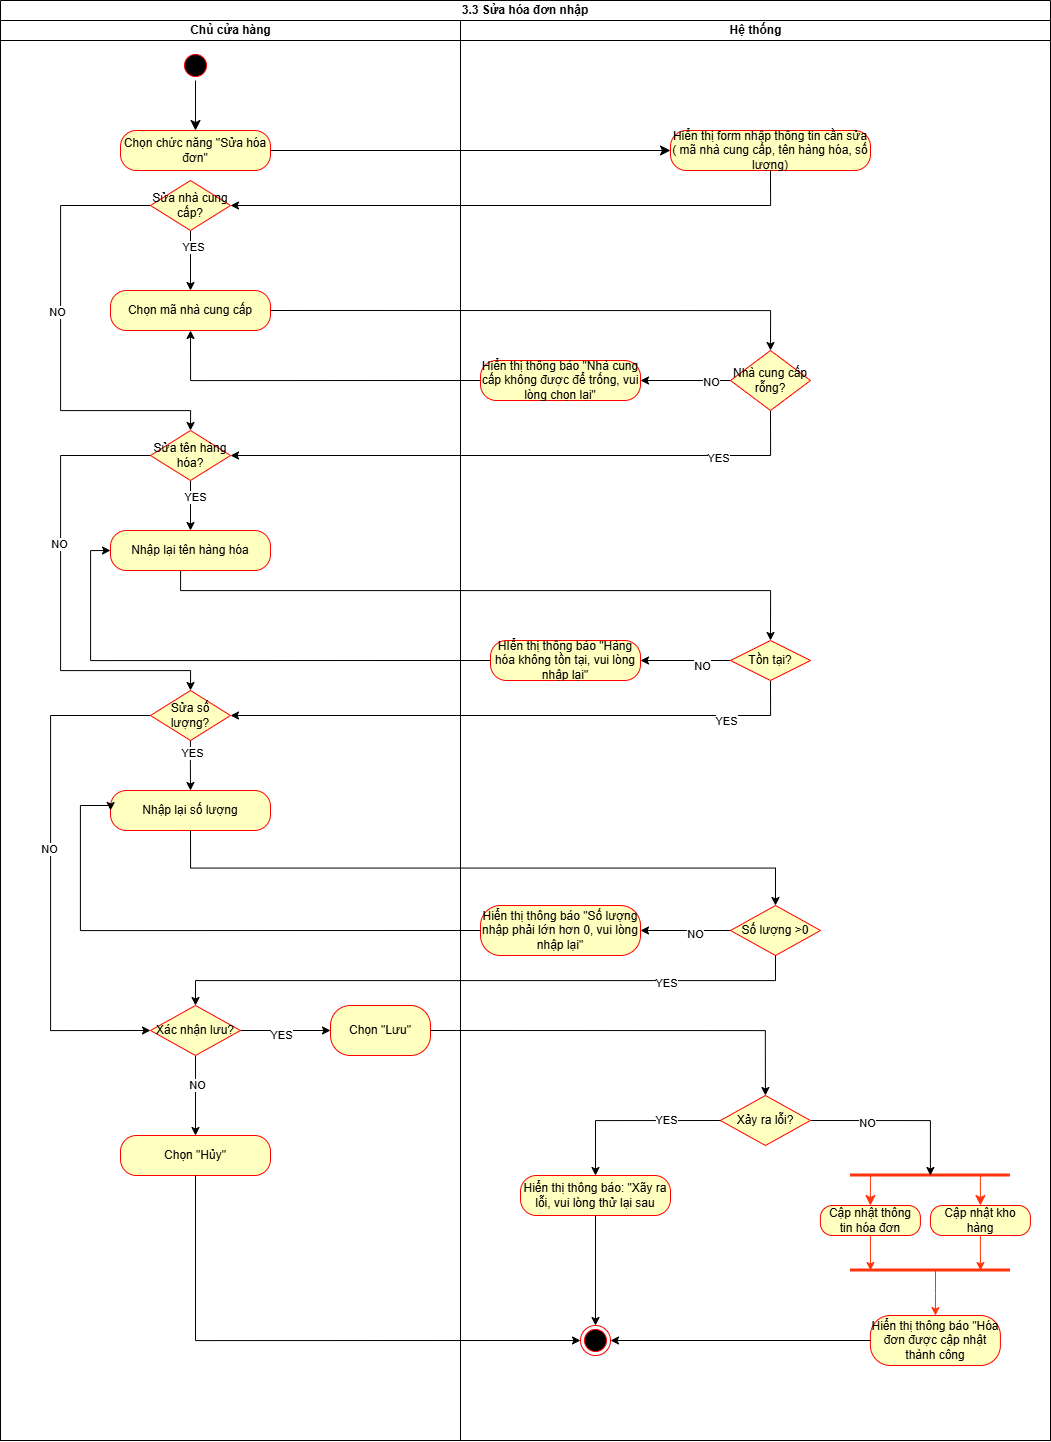 3.3 Sửa hóa đơn nhập
Chủ cửa hàng
Hệ thống
Chọn chức năng "Sửa hóa
đơn"
Hiển thị form nhập thông tin cần sửa
( mã nhà cung cấp, tên hàng hóa, số
lượng)
Sửa nhà cung
cấp?
YES
NO
Chọn mã nhà cung cấp
Hiển thị thông báo "Nhà cung
cấp không được để trống, vui
lòng chọn lại"
NO
Nhà cung cấp
rỗng?
YES
Sửa tên hàng
hóa?
YES
NO
Nhập lại tên hàng hóa
HIển thị thông báo "Hàng
hóa không tồn tại, vui lòng
nhập lại"
NO
Tồn tại?
YES
Sửa số
lượng?
YES
NO
Nhập lại số lượng
Hiển thị thông báo "Số lượng
nhập phải lớn hơn 0, vui lòng
nhập lại"
NO
Số lượng >0
YES
Xác nhận lưu?
YES
Chọn "Lưu"
NO
Chọn "Hủy"
Xảy ra lỗi?
YES
NO
Hiển thị thông báo: "Xãy ra
lỗi, vui lòng thử lại sau
Cập nhật thông
tin hóa đơn
Cập nhật kho
hàng
Hiển thị thông báo "Hóa
đơn được cập nhật
thành công